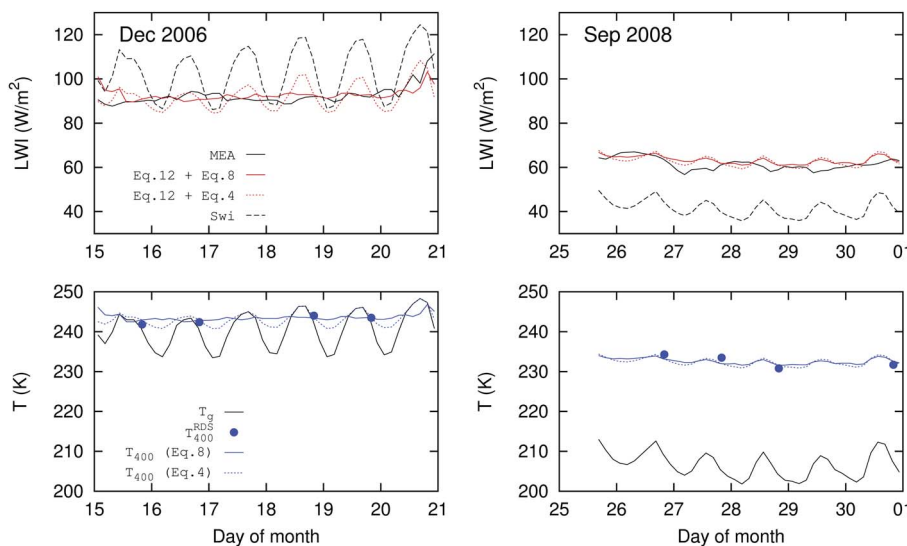 Dec 2006
LWI (W/m²)
120
100
80
60
40
MEA
Eq.12 + Eq.8
Eq.12 + Eq.4
Swi
15 16 17 18 19 20 21
Sep 2008
LWI (W/m²)
120
100
80
60
40
25 26 27 28 29 30 01
T (K)
250
240
230
220
210
200
T_g
T_400^RDS
T_400 (Eq.8)
T_400 (Eq.4)
15 16 17 18 19 20 21
Day of month
T (K)
250
240
230
220
210
200
25 26 27 28 29 30 01
Day of month